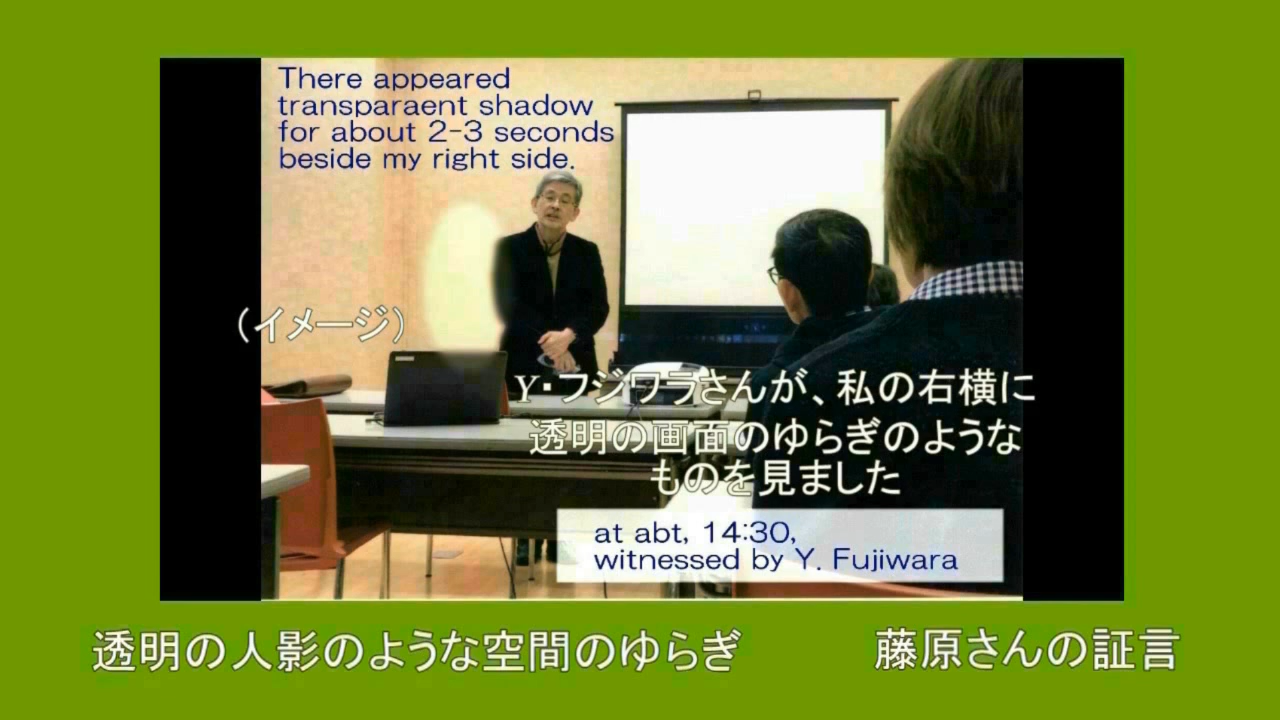 There appeared
transparaent shadow
for about 2-3 seconds
beside my right side.
（イメージ）
Y・フジワラさんが、私の右横に
透明の画面のゆらぎのような
ものを見ました
at abt, 14:30,
witnessed by Y. Fujiwara
透明の人影のような空間のゆらぎ 藤原さんの証言